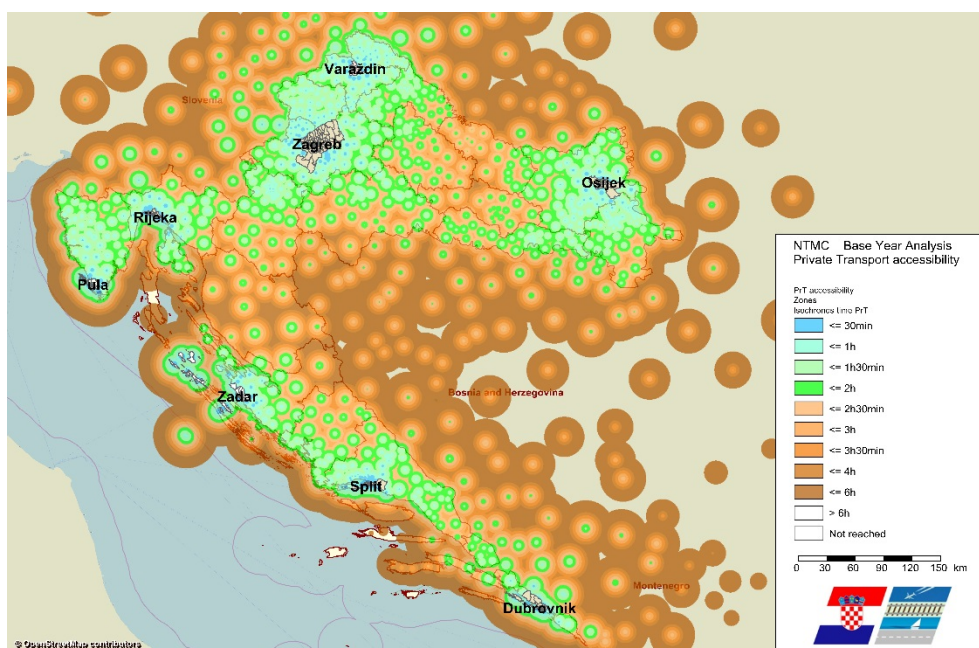 Varaždin
Slovenia
Zagreb
Osijek
Rijeka
Pula
Zadar
Bosnia and Herzegovina
Split
Montenegro
Dubrovnik
© OpenStreetMap contributors
NTMC Base Year Analysis
Private Transport accessibility
PrT accessibility
Zones
Isochrones time PrT
<= 30min
<= 1h
<= 1h30min
<= 2h
<= 2h30min
<= 3h
<= 3h30min
<= 4h
<= 6h
> 6h
Not reached
0 30 60 90 120 150 km